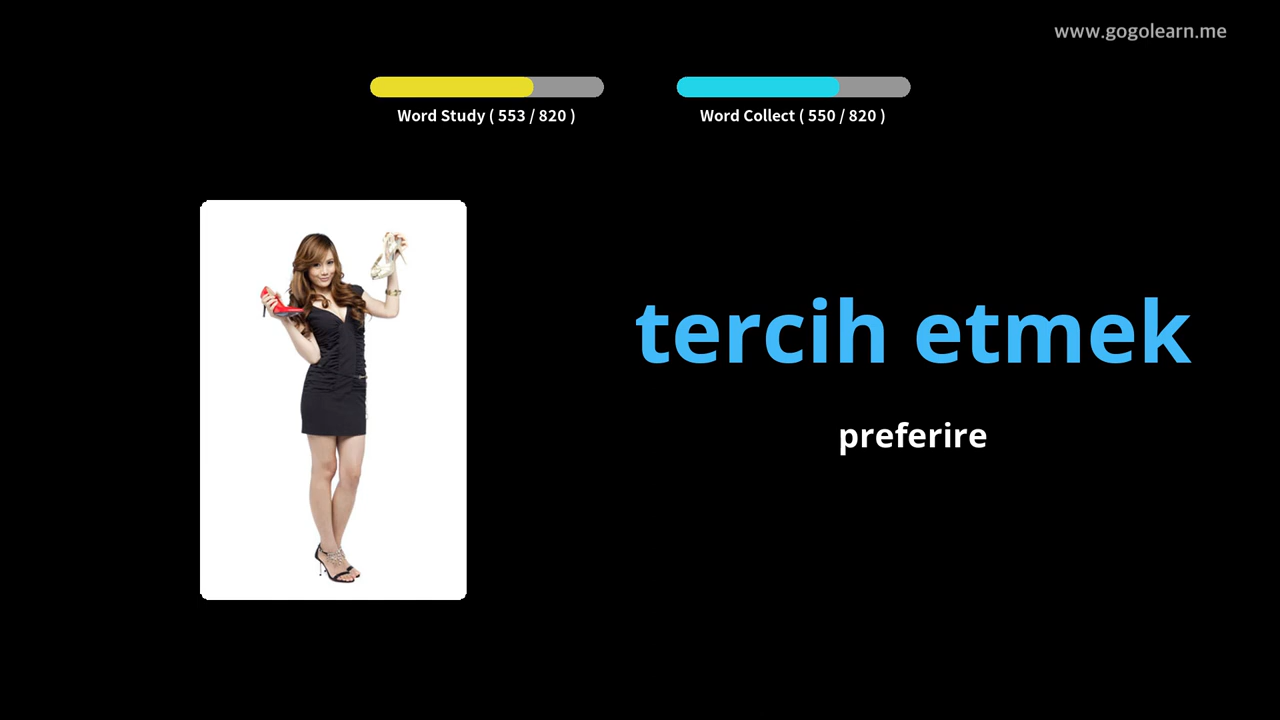 www.gogolearn.me
Word Study ( 553 / 820 )
Word Collect ( 550 / 820 )
tercih etmek
preferire